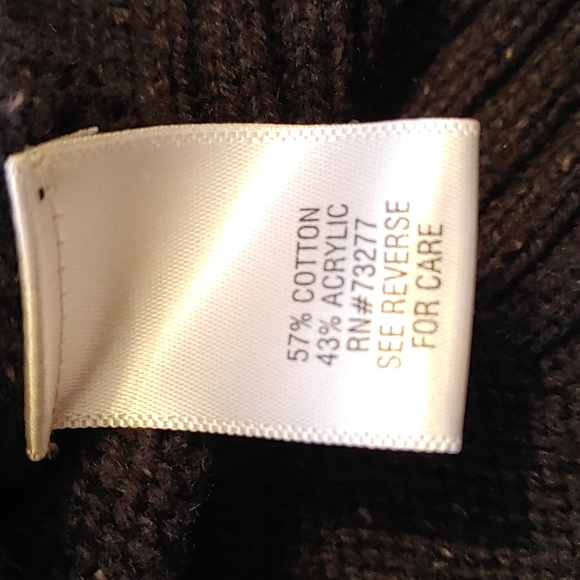 57% COTTON
43% ACRYLIC
RN#73277
SEE REVERSE
FOR CARE